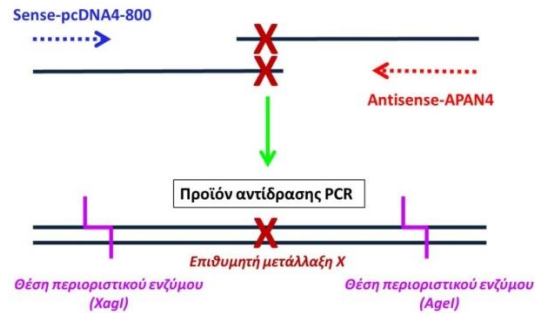 Sense-pcDNA4-800
X
X
Antisense-APAN4
Προϊόν αντίδρασης PCR
X
Επιθυμητή μετάλλαξη X
Θέση περιοριστικού ενζύμου
(XagI)
Θέση περιοριστικού ενζύμου
(AgeI)